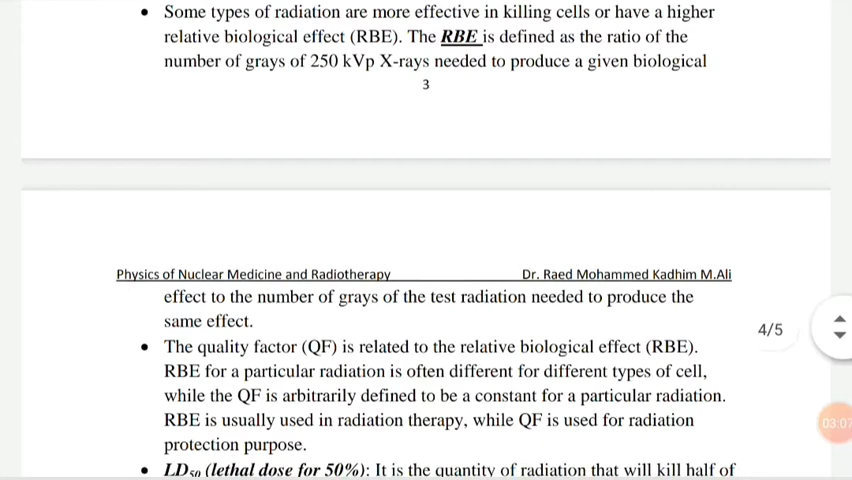 • Some types of radiation are more effective in killing cells or have a higher
relative biological effect (RBE). The RBE is defined as the ratio of the
number of grays of 250 kVp X-rays needed to produce a given biological
3
Physics of Nuclear Medicine and Radiotherapy Dr. Raed Mohammed Kadhim M.Ali
effect to the number of grays of the test radiation needed to produce the
same effect.
4/5
• The quality factor (QF) is related to the relative biological effect (RBE).
RBE for a particular radiation is often different for different types of cell,
while the QF is arbitrarily defined to be a constant for a particular radiation.
RBE is usually used in radiation therapy, while QF is used for radiation
03:07
protection purpose.
• LD50 (lethal dose for 50%): It is the quantity of radiation that will kill half of